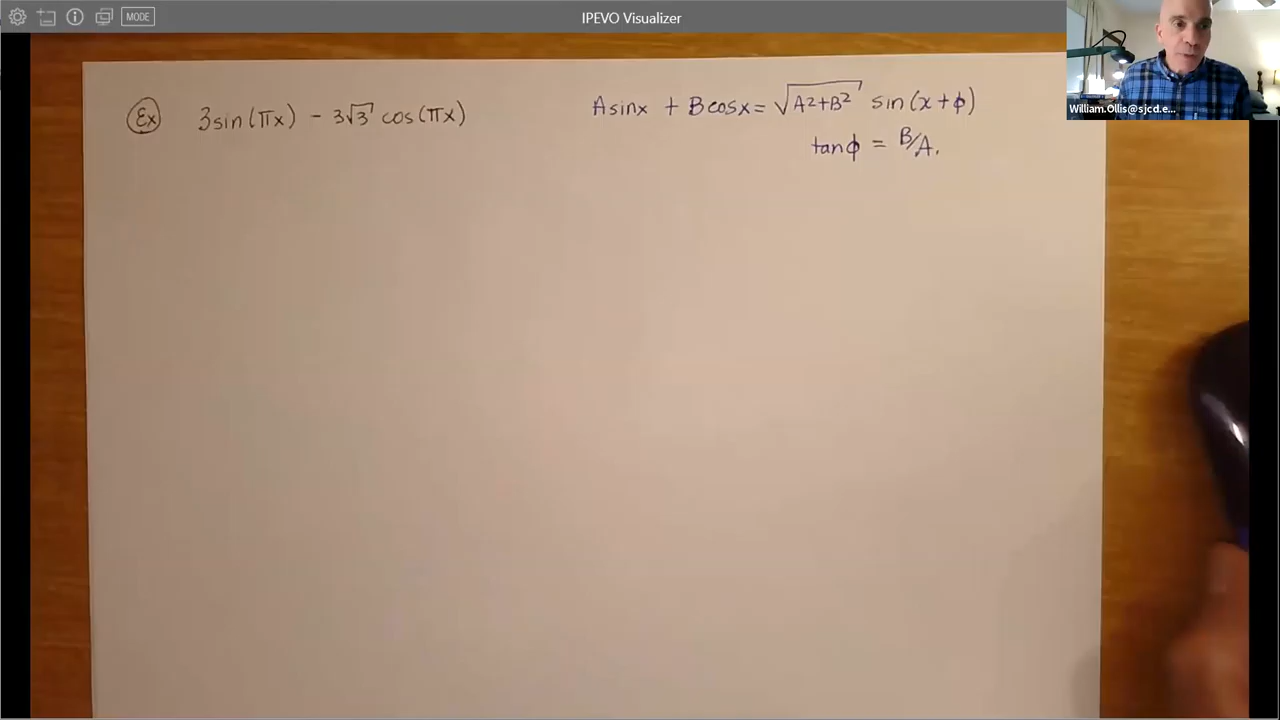 MODE
IPEVO Visualizer
William.Ollis@sjcd.e...
Ex 3sin(πx) - 3√3 cos(πx)
Asinx + Bcosx = √A²+B² sin(x+ϕ)
tanϕ = B/A.